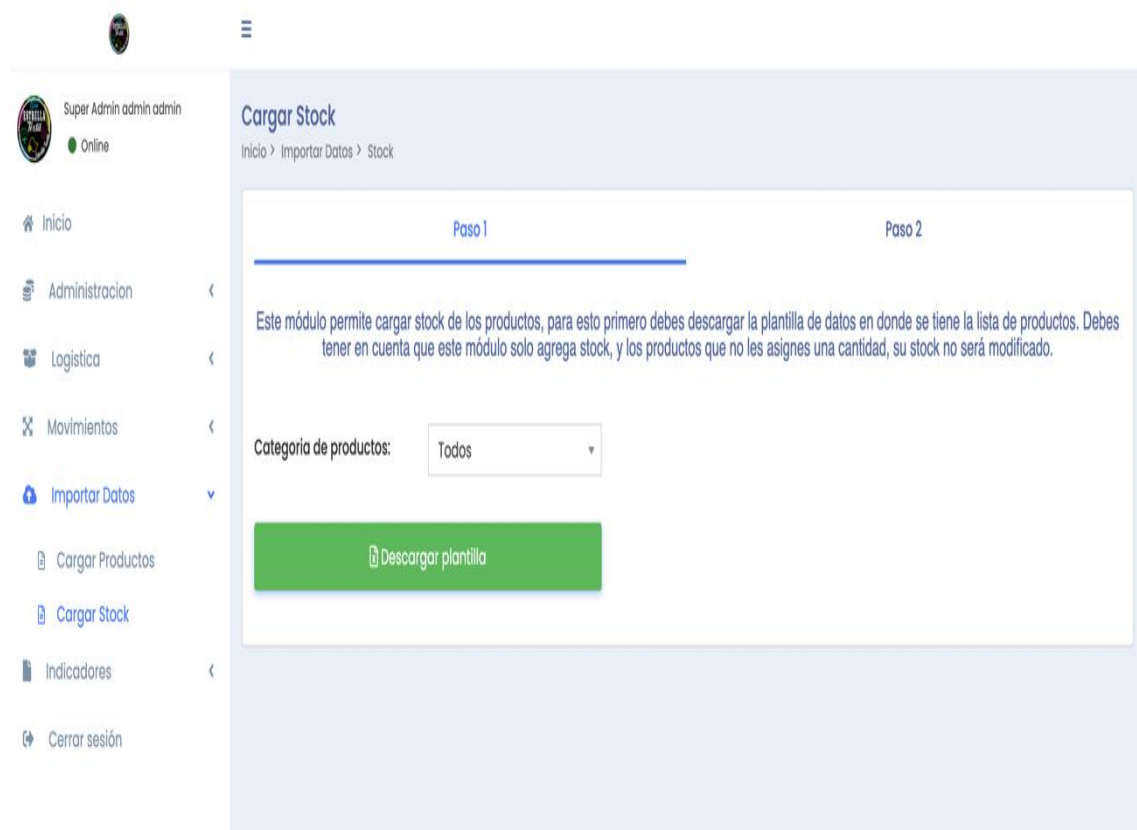 Super Admin admin admin
Online
Inicio
Administracion
Logistica
Movimientos
Importar Datos
Cargar Productos
Cargar Stock
Indicadores
Cerrar sesión
Cargar Stock
Inicio > Importar Datos > Stock
Paso 1
Paso 2
Este módulo permite cargar stock de los productos, para esto primero debes descargar la plantilla de datos en donde se tiene la lista de productos. Debes
tener en cuenta que este módulo solo agrega stock, y los productos que no les asignes una cantidad, su stock no será modificado.
Categoria de productos:
Todos
Descargar plantilla